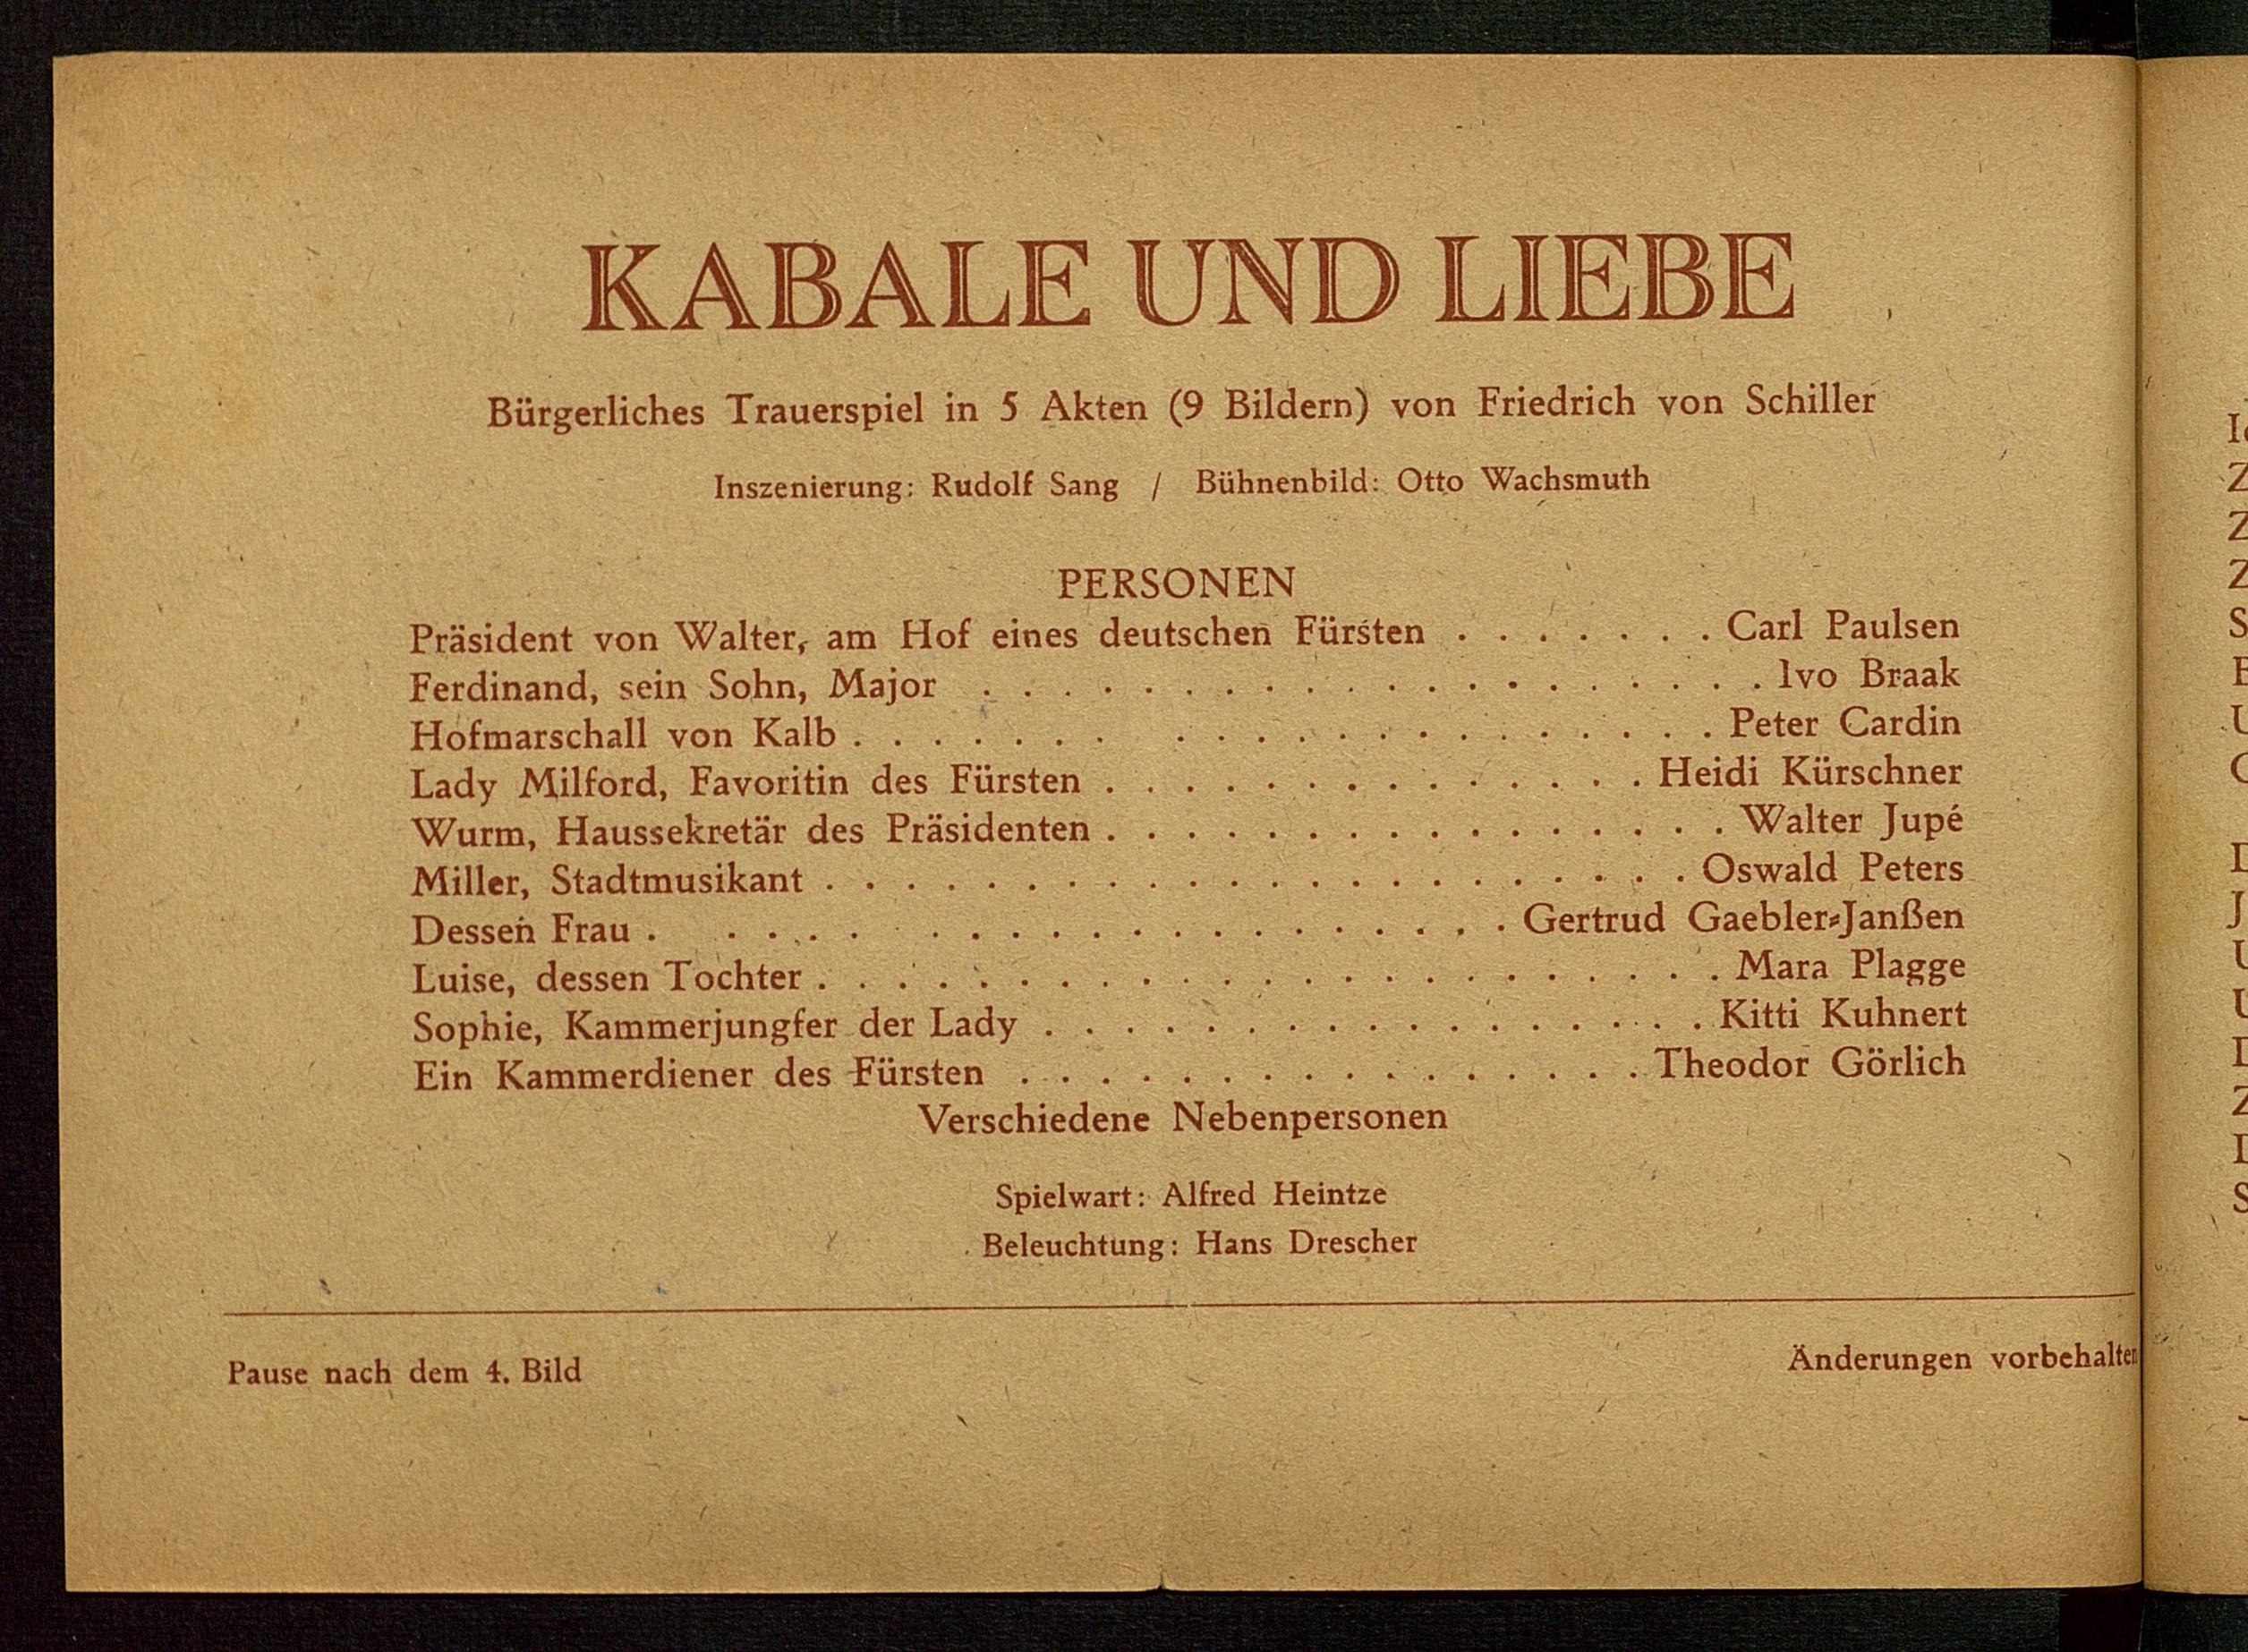 KABALE UND LIEBE
Bürgerliches Trauerspiel in 5 Akten (9 Bildern) von Friedrich von Schiller
Inszenierung: Rudolf Sang / Bühnenbild: Otto Wachsmuth
PERSONEN
Präsident von Walter, am Hof eines deutschen Fürsten . . . . . . . Carl Paulsen
Ferdinand, sein Sohn, Major . . . . . . . . . . . . . . . . . . . . Ivo Braak
Hofmarschall von Kalb . . . . . . . . . . . . . . . . . . . . . Peter Cardin
Lady Milford, Favoritin des Fürsten . . . . . . . . . . . . . . Heidi Kürschner
Wurm, Haussekretär des Präsidenten . . . . . . . . . . . . . . . . Walter Jupé
Miller, Stadtmusikant . . . . . . . . . . . . . . . . . . . . . . Oswald Peters
Dessen Frau . . . . . . . . . . . . . . . . . . . . Gertrud Gaebler-Janßen
Luise, dessen Tochter . . . . . . . . . . . . . . . . . . . . . . . Mara Plagge
Sophie, Kammerjungfer der Lady . . . . . . . . . . . . . . . . . Kitti Kuhnert
Ein Kammerdiener des Fürsten . . . . . . . . . . . . . . . . Theodor Görlich
Verschiedene Nebenpersonen
Spielwart: Alfred Heintze
Beleuchtung: Hans Drescher
Pause nach dem 4. Bild
Änderungen vorbehalten